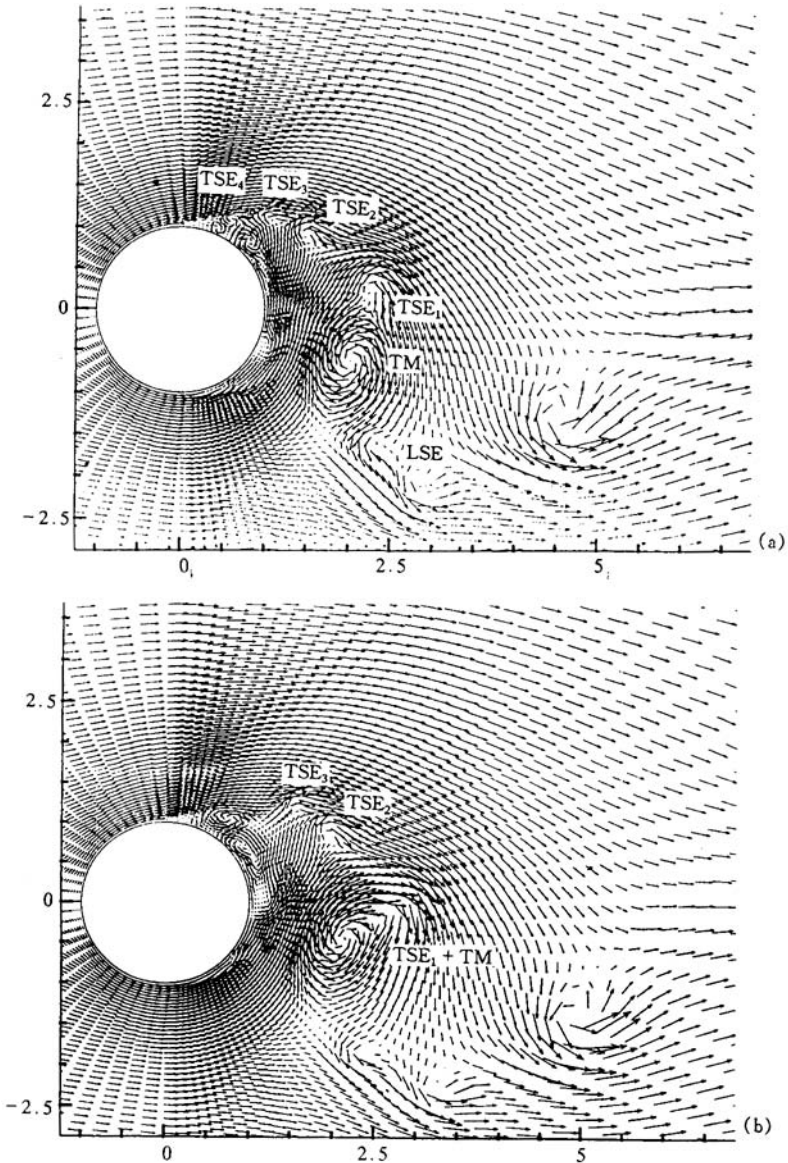 2.5
TSE₄ TSE₃
TSE₂
0
TSE₁
TM
LSE
−2.5
(a)
0 2.5 5
2.5
TSE₃
TSE₂
0
TSE₁ + TM
−2.5
(b)
0 2.5 5